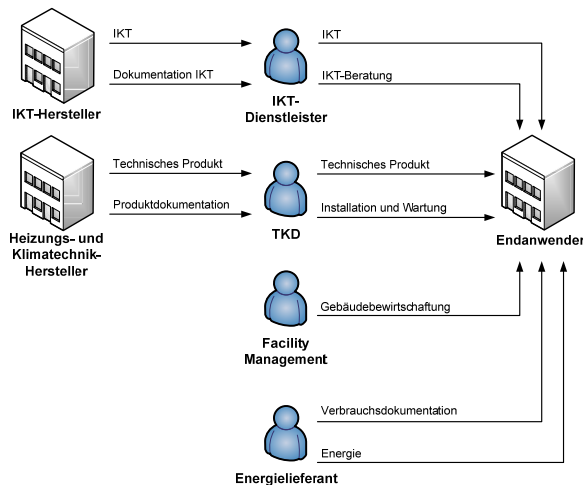 IKT
IKT
Dokumentation IKT
IKT-Beratung
IKT-Hersteller
IKT-
Dienstleister
Technisches Produkt
Technisches Produkt
Produktdokumentation
Installation und Wartung
Heizungs- und
Klimatechnik-
Hersteller
TKD
Endanwender
Gebäudebewirtschaftung
Facility
Management
Verbrauchsdokumentation
Energie
Energielieferant